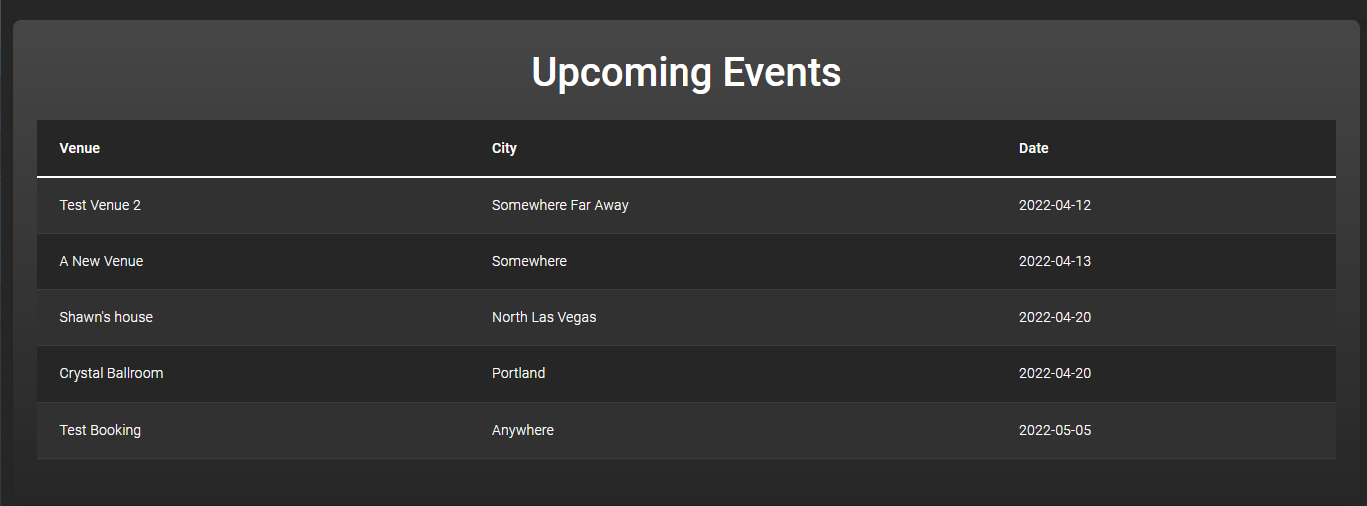 Upcoming Events
Venue City Date
Test Venue 2 Somewhere Far Away 2022-04-12
A New Venue Somewhere 2022-04-13
Shawn's house North Las Vegas 2022-04-20
Crystal Ballroom Portland 2022-04-20
Test Booking Anywhere 2022-05-05